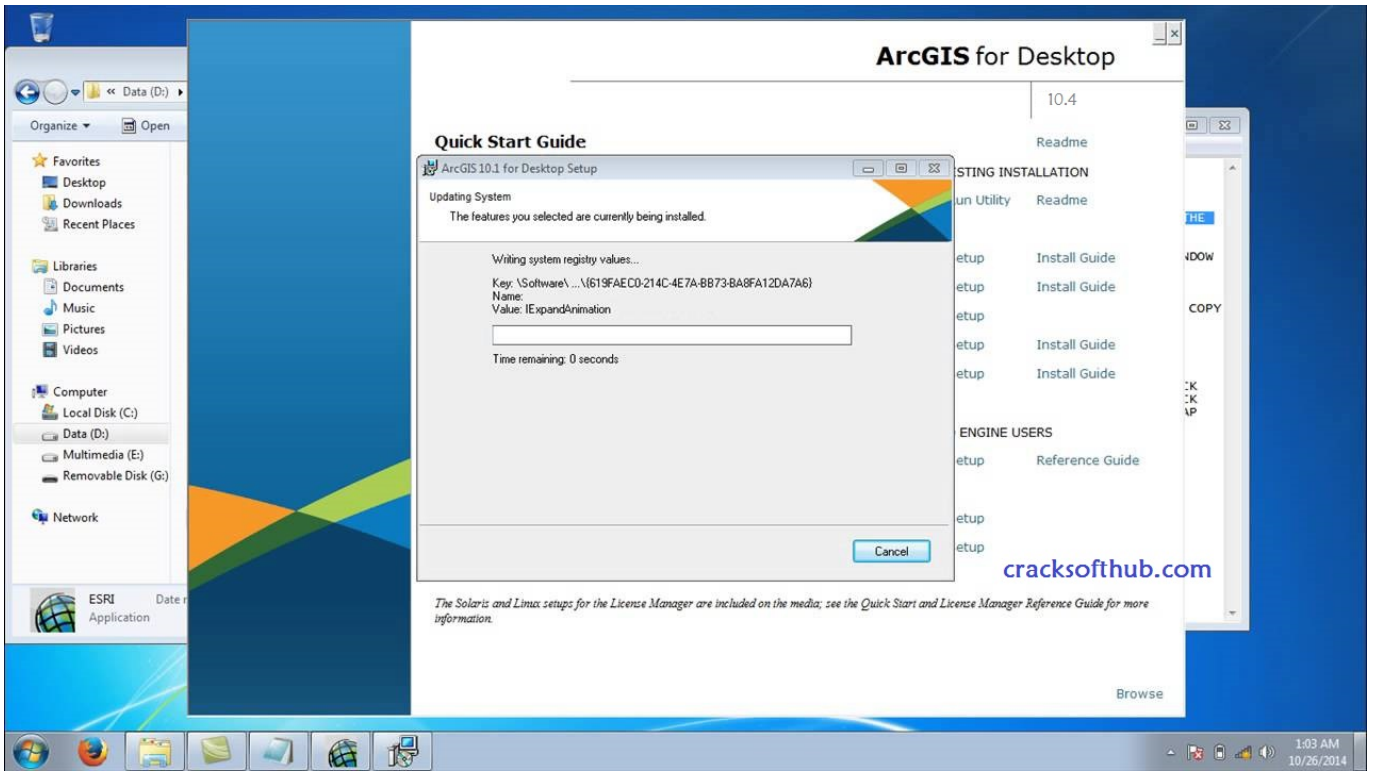 ArcGIS for Desktop
10.4
« Data (D:)
Organize
Open
Favorites
Desktop
Downloads
Recent Places
Libraries
Documents
Music
Pictures
Videos
Computer
Local Disk (C:)
Data (D:)
Multimedia (E:)
Removable Disk (G:)
Network
ESRI
Date
Application
Quick Start Guide
Readme
ArcGIS 10.1 for Desktop Setup
Updating System
The features you selected are currently being installed.
Writing system registry values...
Key: \Software\ ...\{619FAEC0-214C-4E7A-BB73-BA8FA12DA7A6}
Name:
Value: IExpandAnimation
Time remaining: 0 seconds
Cancel
STING INSTALLATION
un Utility Readme
etup Install Guide
etup Install Guide
etup
etup Install Guide
etup Install Guide
ENGINE USERS
etup Reference Guide
etup
etup
THE
NDOW
COPY
CK
CK
AP
cracksofthub.com
The Solaris and Linux setups for the License Manager are included on the media; see the Quick Start and License Manager Reference Guide for more
information.
Browse
1:03 AM
10/26/2014